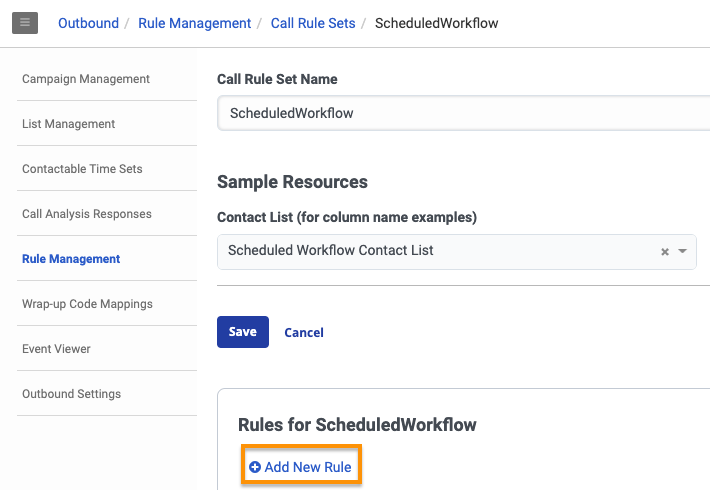 Outbound / Rule Management / Call Rule Sets / ScheduledWorkflow
Campaign Management
List Management
Contactable Time Sets
Call Analysis Responses
Rule Management
Wrap-up Code Mappings
Event Viewer
Outbound Settings
Call Rule Set Name
ScheduledWorkflow
Sample Resources
Contact List (for column name examples)
Scheduled Workflow Contact List
Save Cancel
Rules for ScheduledWorkflow
Add New Rule